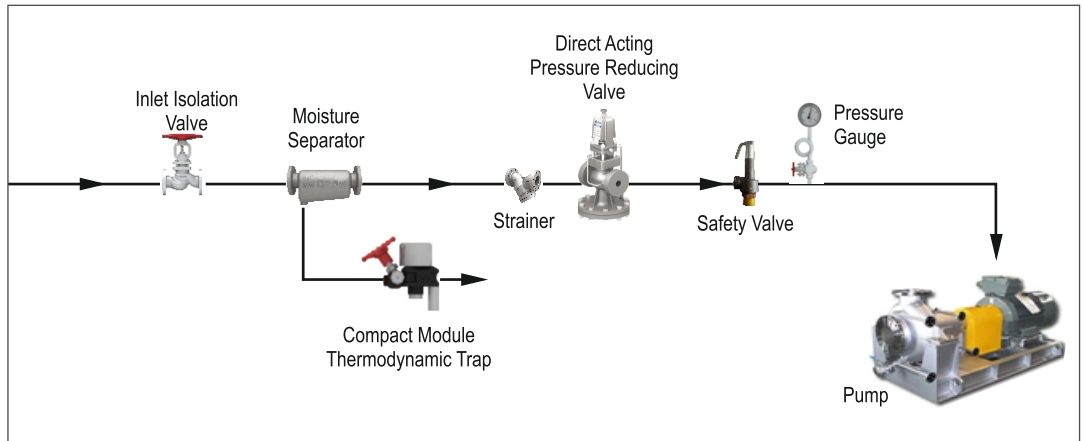 Inlet Isolation
Valve
Moisture
Separator
Direct Acting
Pressure Reducing
Valve
Pressure
Gauge
Strainer
Safety Valve
Compact Module
Thermodynamic Trap
Pump